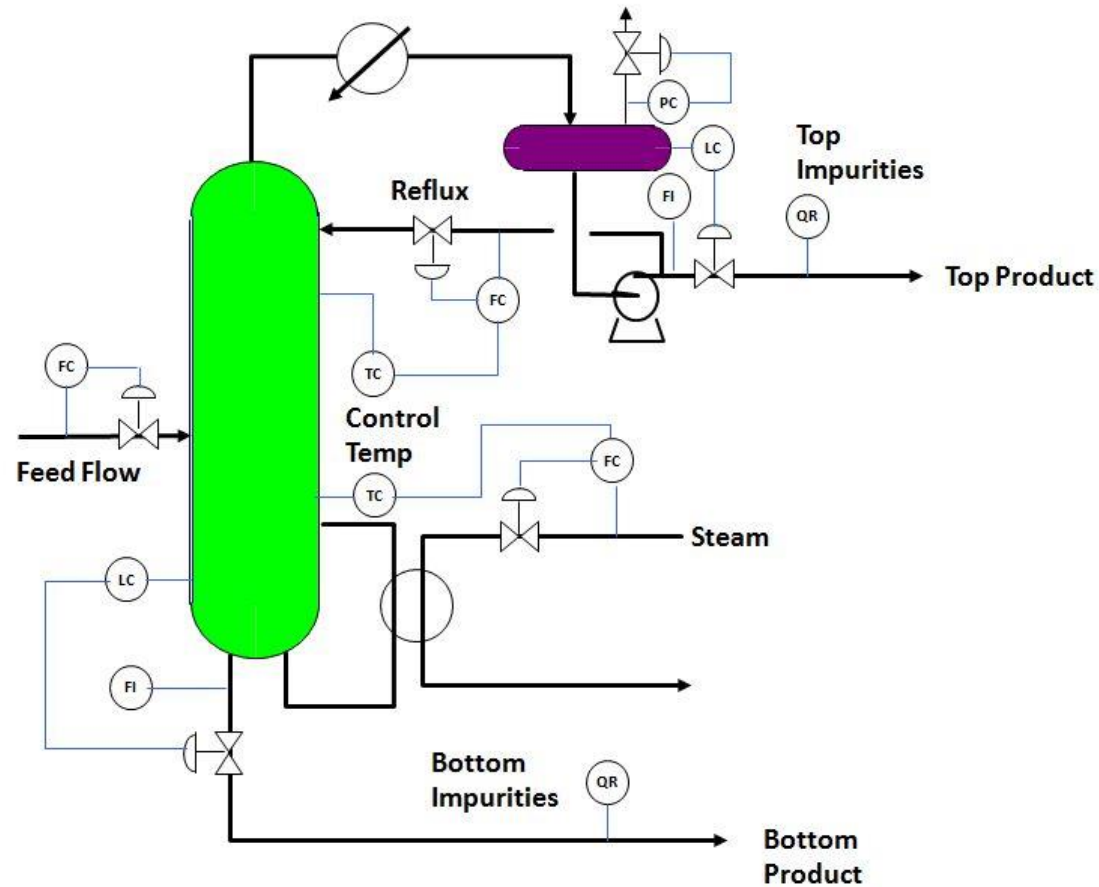 PC
Top
Impurities
LC
FI
QR
Reflux
FC
Top Product
FC
TC
Control
Temp
Feed Flow
FC
TC
Steam
LC
FI
Bottom
Impurities
QR
Bottom
Product